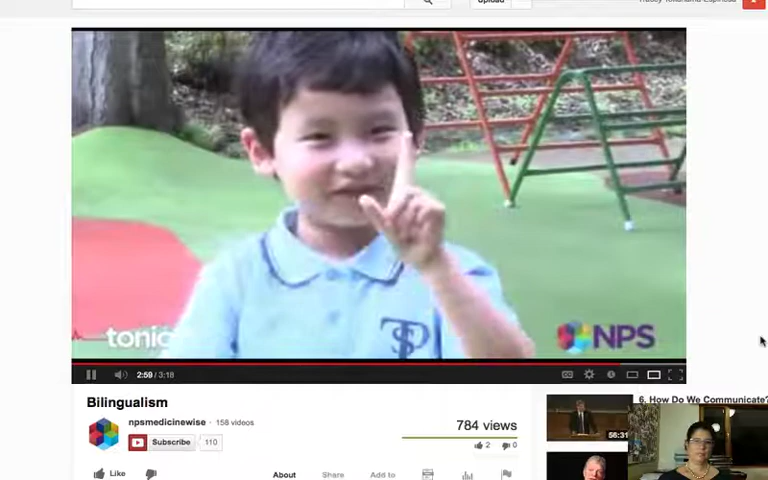 Upload
tonic
NPS
2:59 / 3:18
Bilingualism
npsmedicinewise · 158 videos
Subscribe 110
784 views
2 0
Like
About Share Add to
6. How Do We Communicate?
56:31